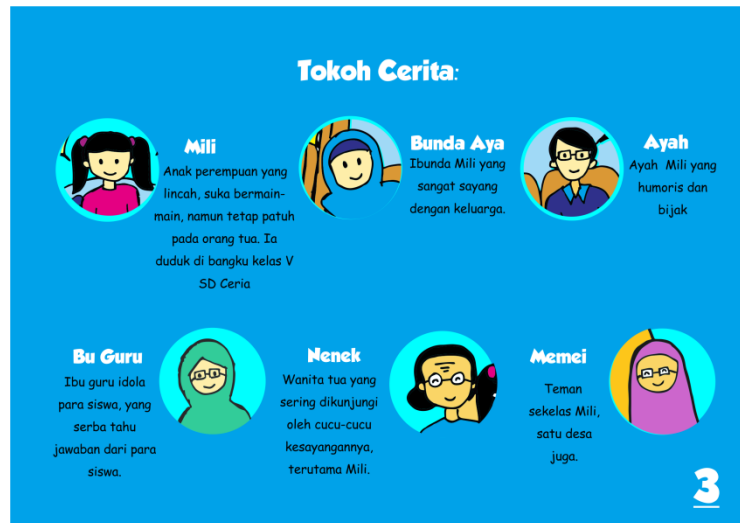 Tokoh Cerita:
Mili
Anak perempuan yang
lincah, suka bermain-
main, namun tetap patuh
pada orang tua. Ia
duduk di bangku kelas V
SD Ceria
Bunda Aya
Ibunda Mili yang
sangat sayang
dengan keluarga.
Ayah
Ayah Mili yang
humoris dan
bijak
Bu Guru
Ibu guru idola
para siswa, yang
serba tahu
jawaban dari para
siswa.
Nenek
Wanita tua yang
sering dikunjungi
oleh cucu-cucu
kesayangannya,
terutama Mili.
Memei
Teman
sekelas Mili,
satu desa
juga.
3